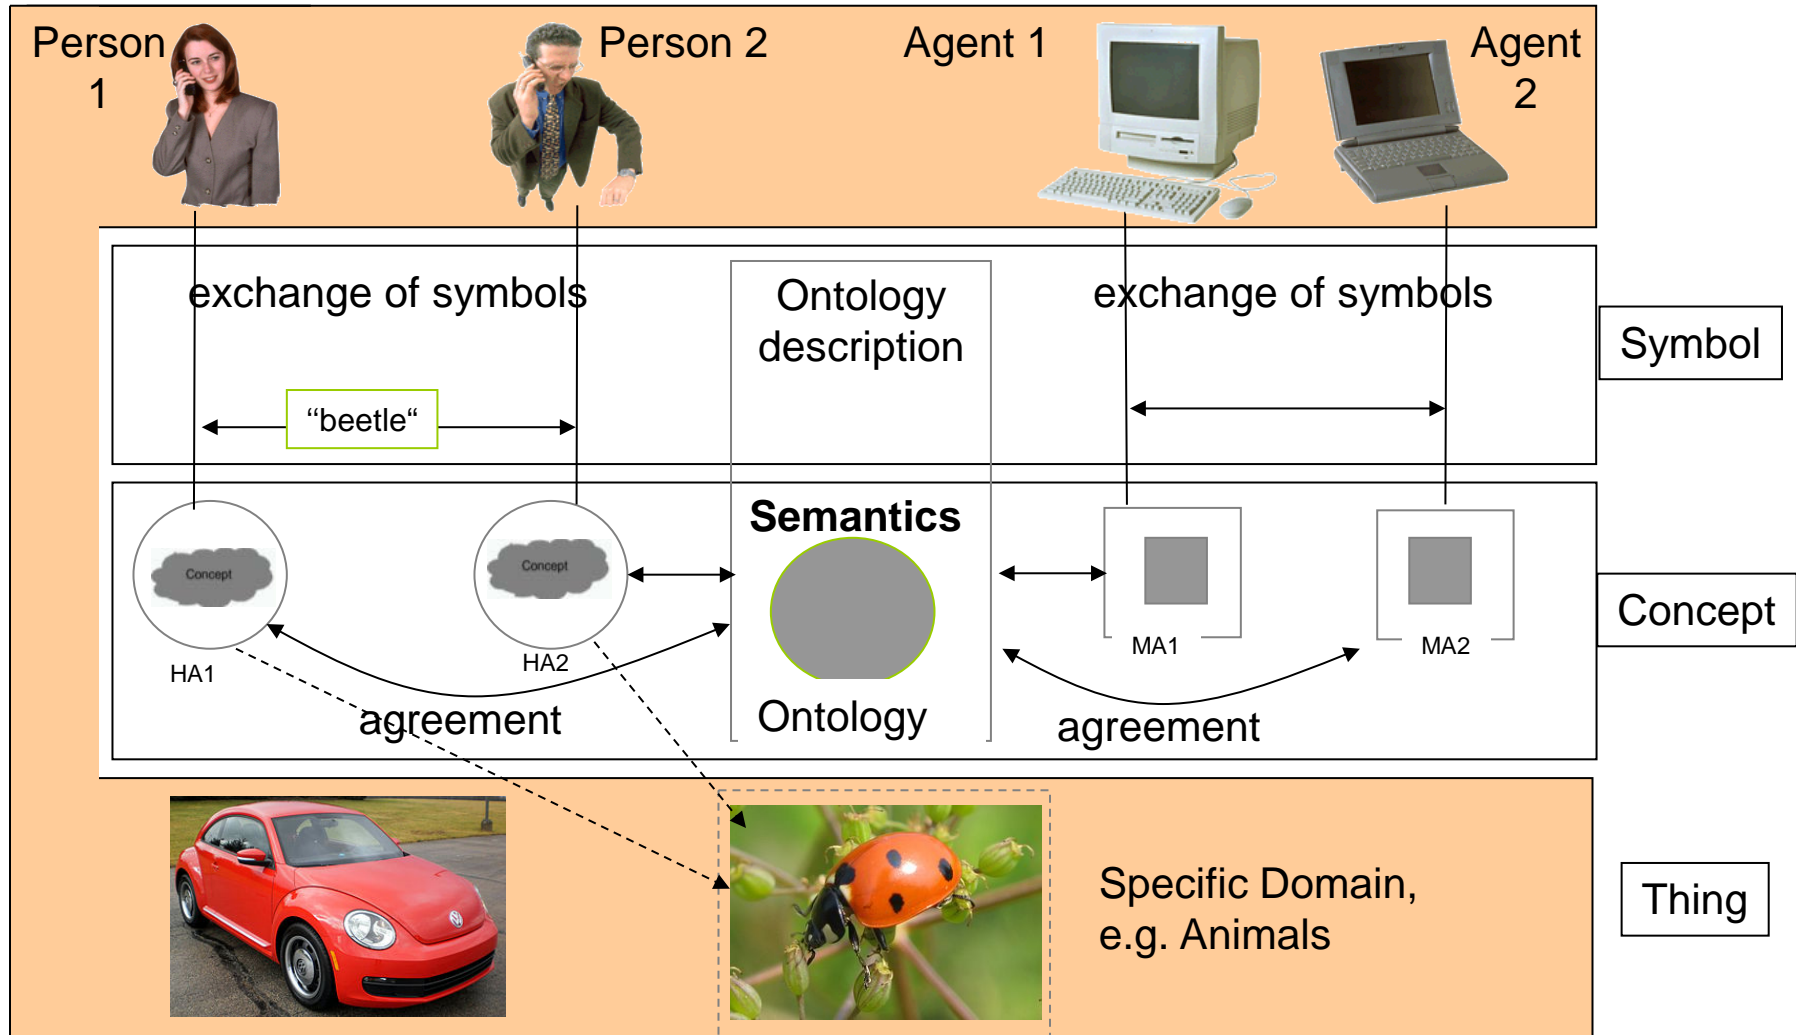 Person
1
Person 2
Agent 1
Agent
2
exchange of symbols
Ontology
description
exchange of symbols
Symbol
“beetle“
Semantics
Concept
Concept
Concept
HA1
HA2
MA1
MA2
agreement
Ontology
agreement
Specific Domain,
e.g. Animals
Thing